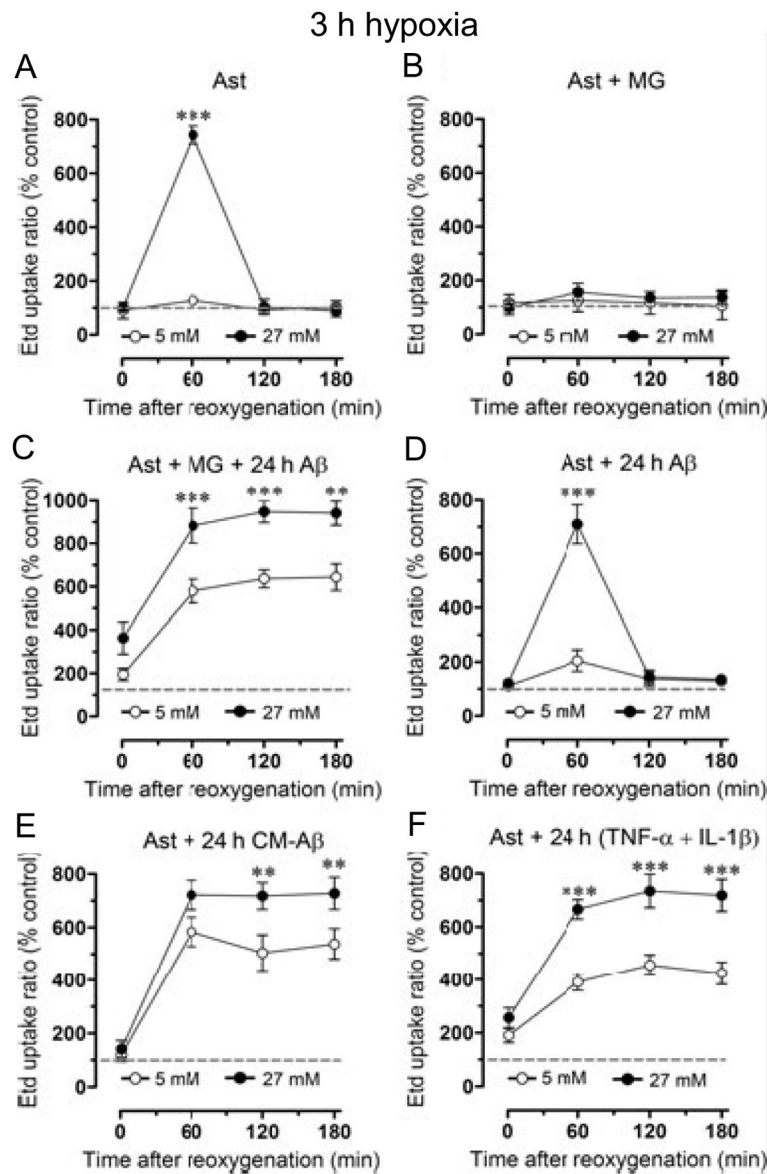 3 h hypoxia
A
Ast
Etd uptake ratio (% control)
800
600
400
200
0
***
5 mM
27 mM
0 60 120 180
Time after reoxygenation (min)
B
Ast + MG
Etd uptake ratio (% control)
800
600
400
200
0
5 mM
27 mM
0 60 120 180
Time after reoxygenation (min)
C
Ast + MG + 24 h Aβ
Etd uptake ratio (% control)
1000
800
600
400
200
0
*** *** **
5 mM
27 mM
0 60 120 180
Time after reoxygenation (min)
D
Ast + 24 h Aβ
Etd uptake ratio (% control)
800
600
400
200
0
***
5 mM
27 mM
0 60 120 180
Time after reoxygenation (min)
E
Ast + 24 h CM-Aβ
Etd uptake ratio (% control)
800
600
400
200
0
** **
5 mM
27 mM
0 60 120 180
Time after reoxygenation (min)
F
Ast + 24 h (TNF-α + IL-1β)
Etd uptake ratio (% control)
800
600
400
200
0
*** *** ***
5 mM
27 mM
0 60 120 180
Time after reoxygenation (min)